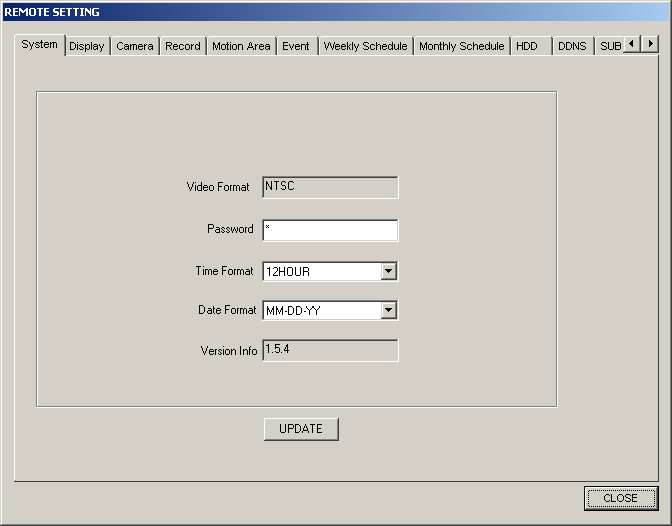 REMOTE SETTING
System Display Camera Record Motion Area Event Weekly Schedule Monthly Schedule HDD DDNS SUB
Video Format NTSC
Password *
Time Format 12HOUR
Date Format MM-DD-YY
Version Info 1.5.4
UPDATE
CLOSE